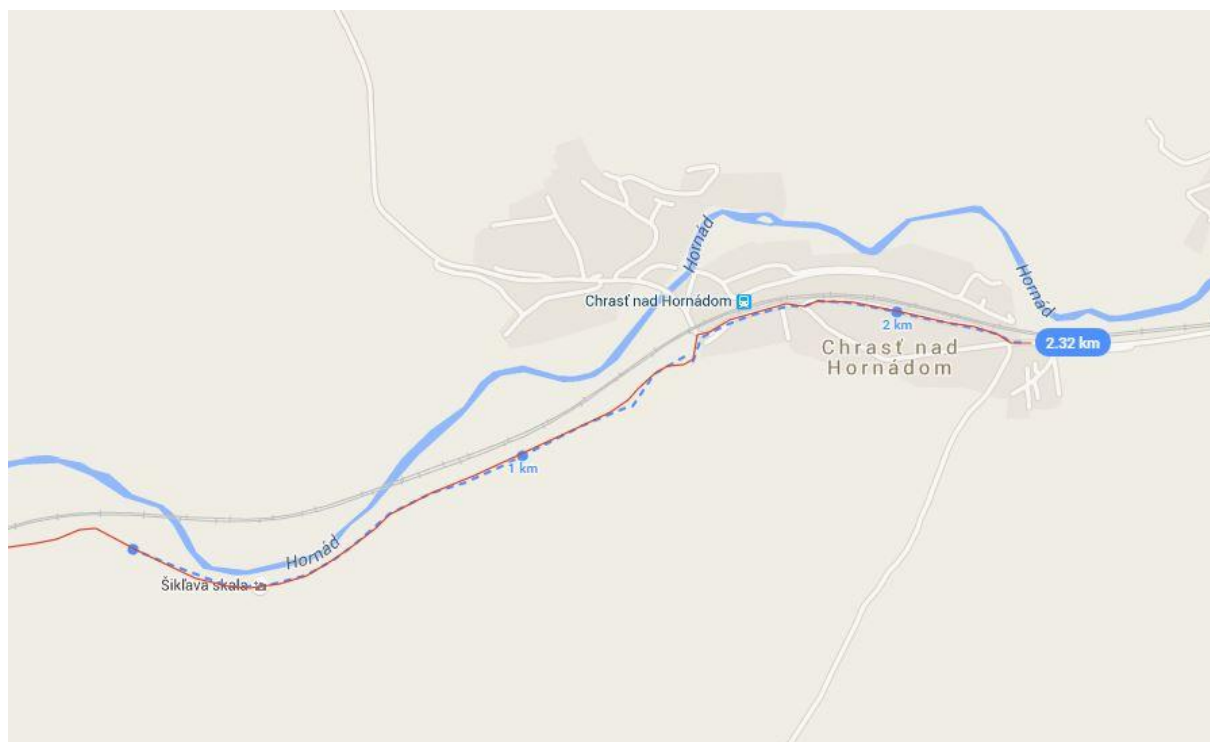 Hornád
Hornád
Chrasť nad Hornádom
2 km
2.32 km
Chrasť nad
Hornádom
1 km
Hornád
Šikľavá skala